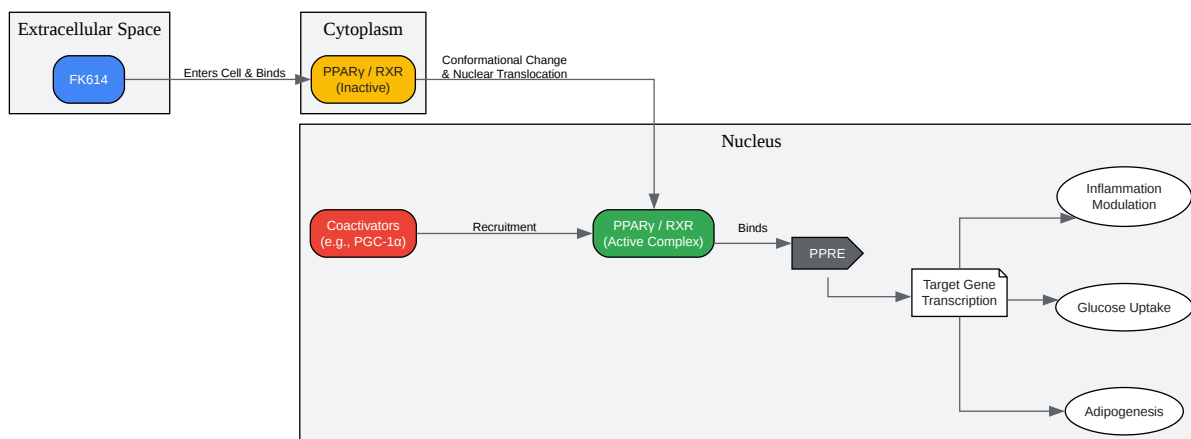 Extracellular Space
FK614
Enters Cell & Binds
Cytoplasm
PPARγ / RXR
(Inactive)
Conformational Change
& Nuclear Translocation
Nucleus
Coactivators
(e.g., PGC-1α)
Recruitment
PPARγ / RXR
(Active Complex)
Binds
PPRE
Target Gene
Transcription
Inflammation
Modulation
Glucose Uptake
Adipogenesis